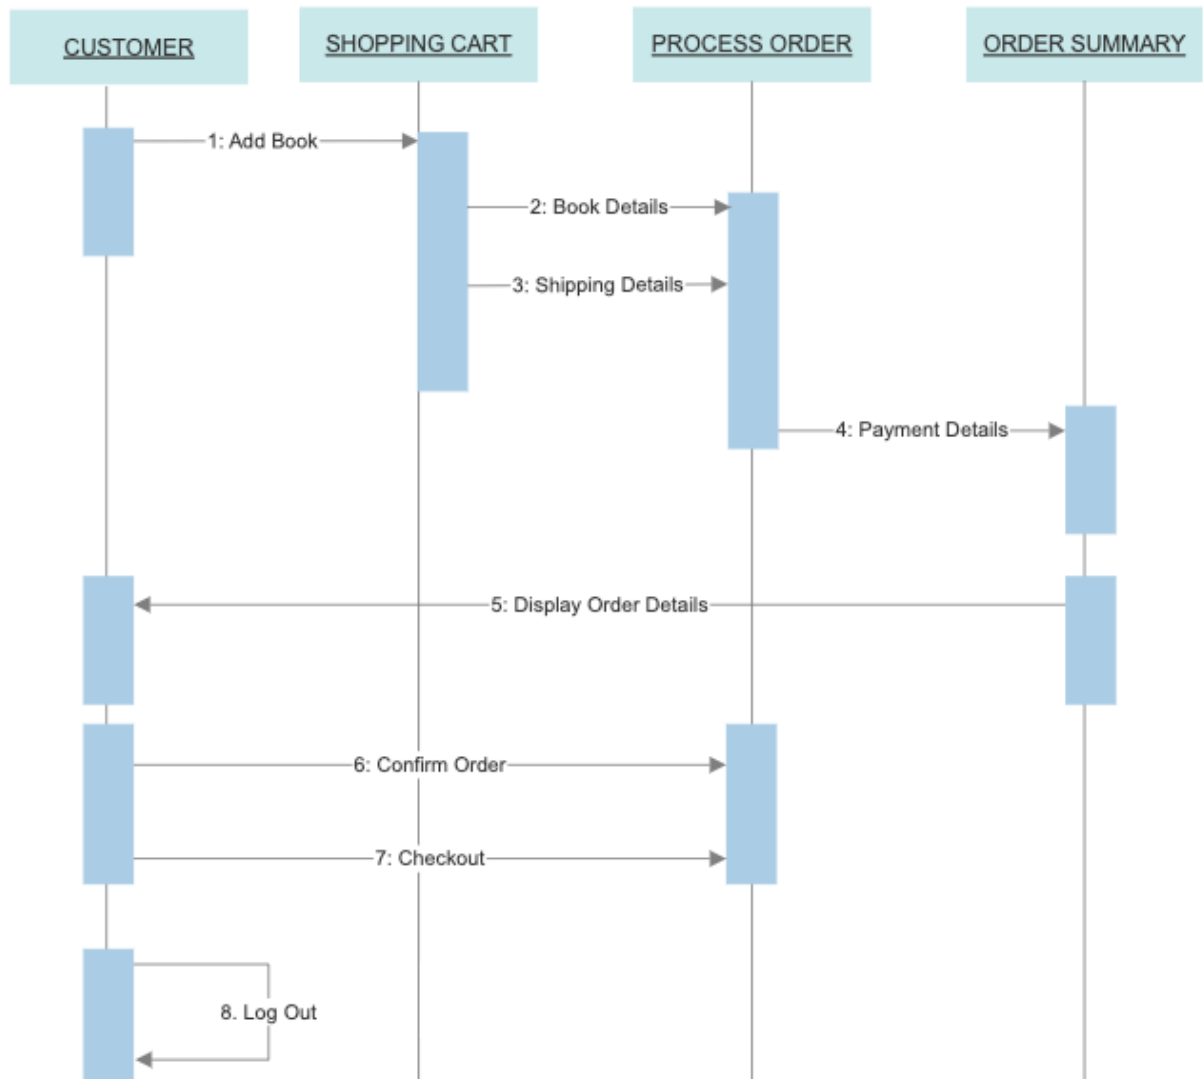 CUSTOMER
SHOPPING CART
PROCESS ORDER
ORDER SUMMARY
1: Add Book
2: Book Details
3: Shipping Details
4: Payment Details
5: Display Order Details
6: Confirm Order
7: Checkout
8. Log Out